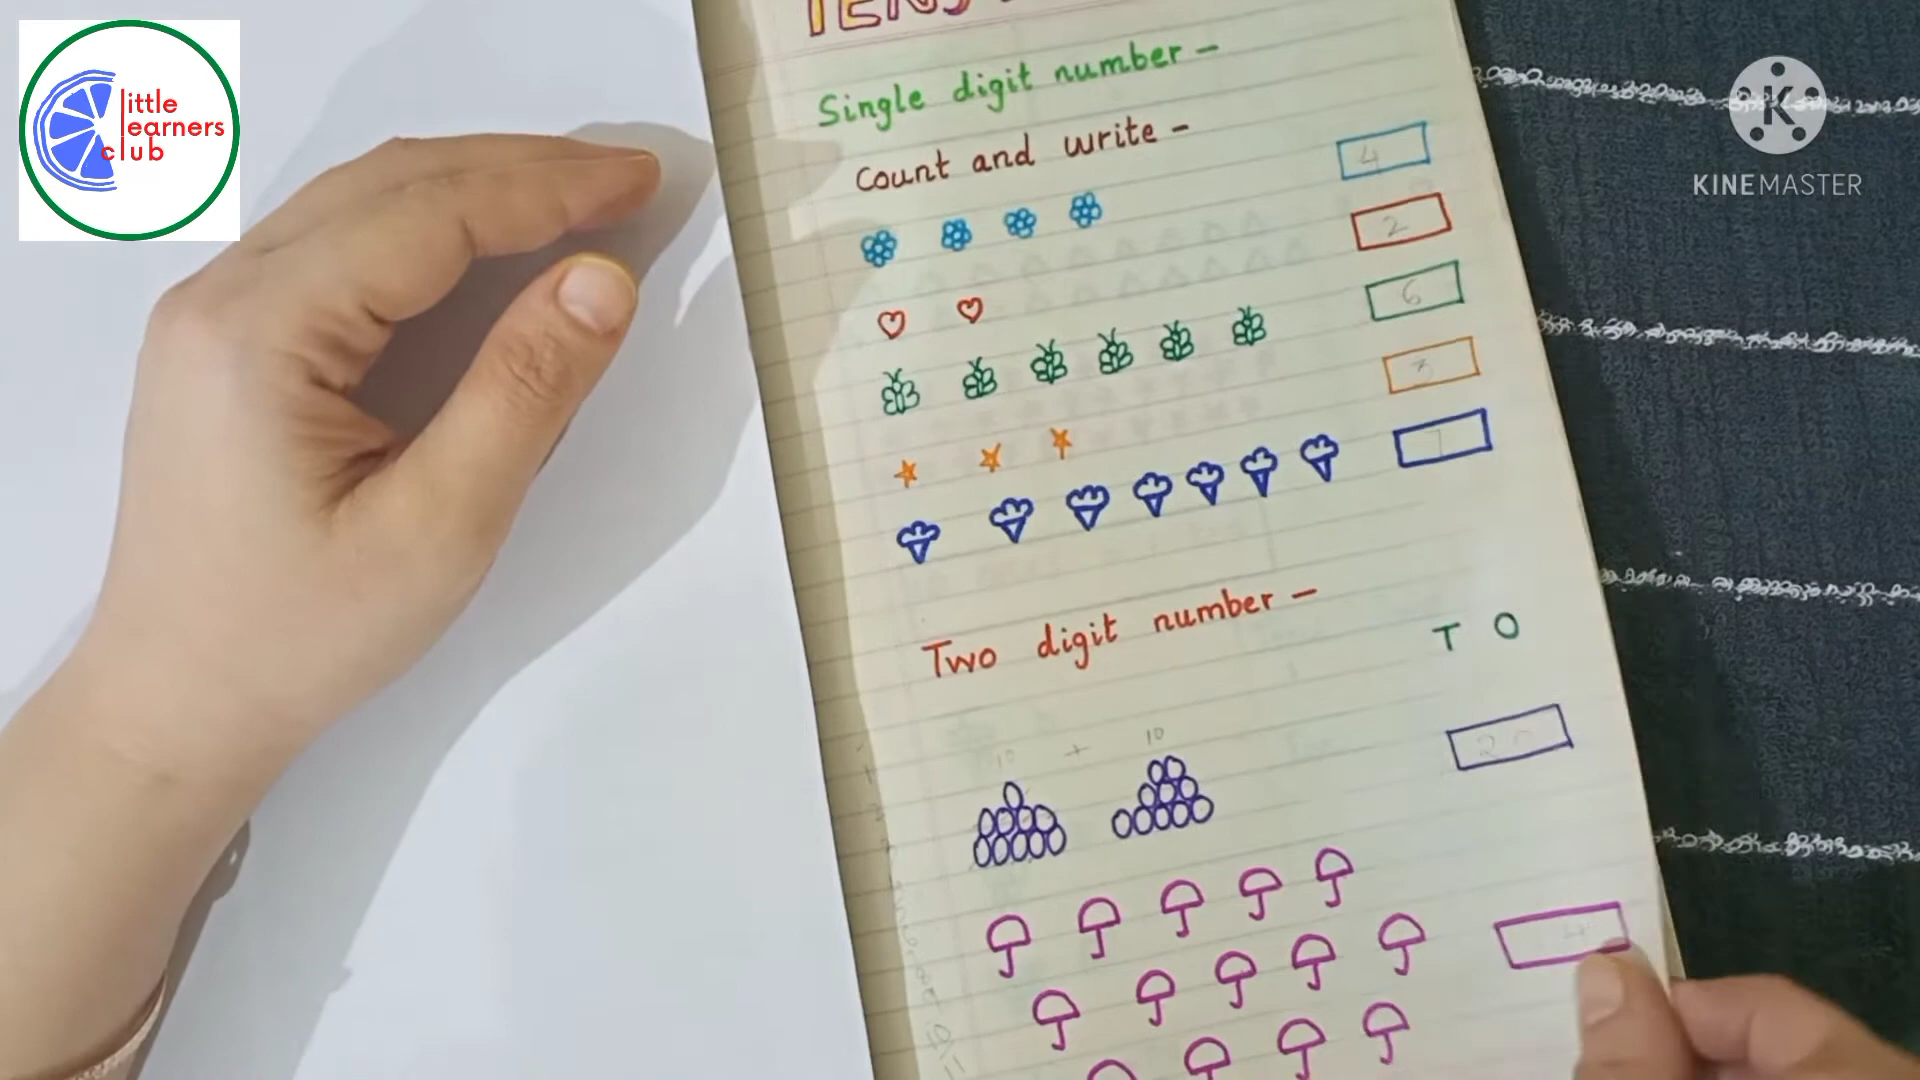 little
learners
club
KINEMASTER
Single digit number -
Count and write -
4
2
6
3
7
Two digit number -
T O
10 + 10
20